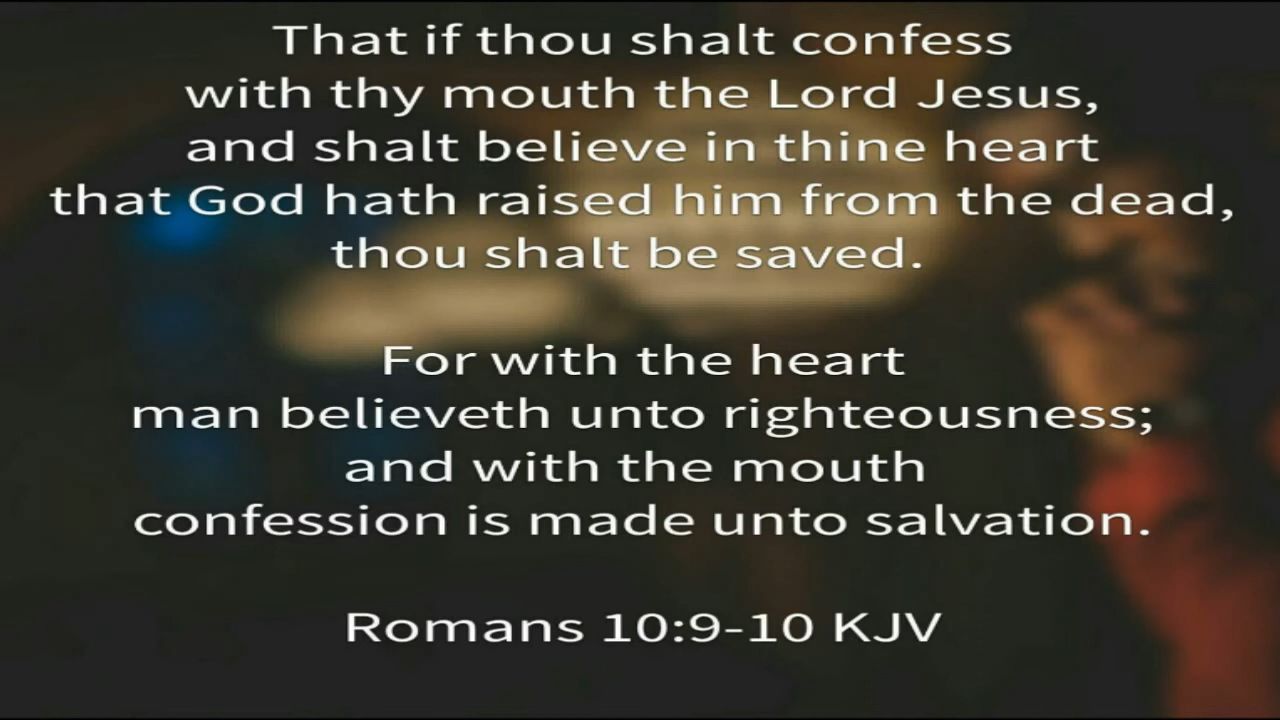 That if thou shalt confess
with thy mouth the Lord Jesus,
and shalt believe in thine heart
that God hath raised him from the dead,
thou shalt be saved.
For with the heart
man believeth unto righteousness;
and with the mouth
confession is made unto salvation.
Romans 10:9-10 KJV